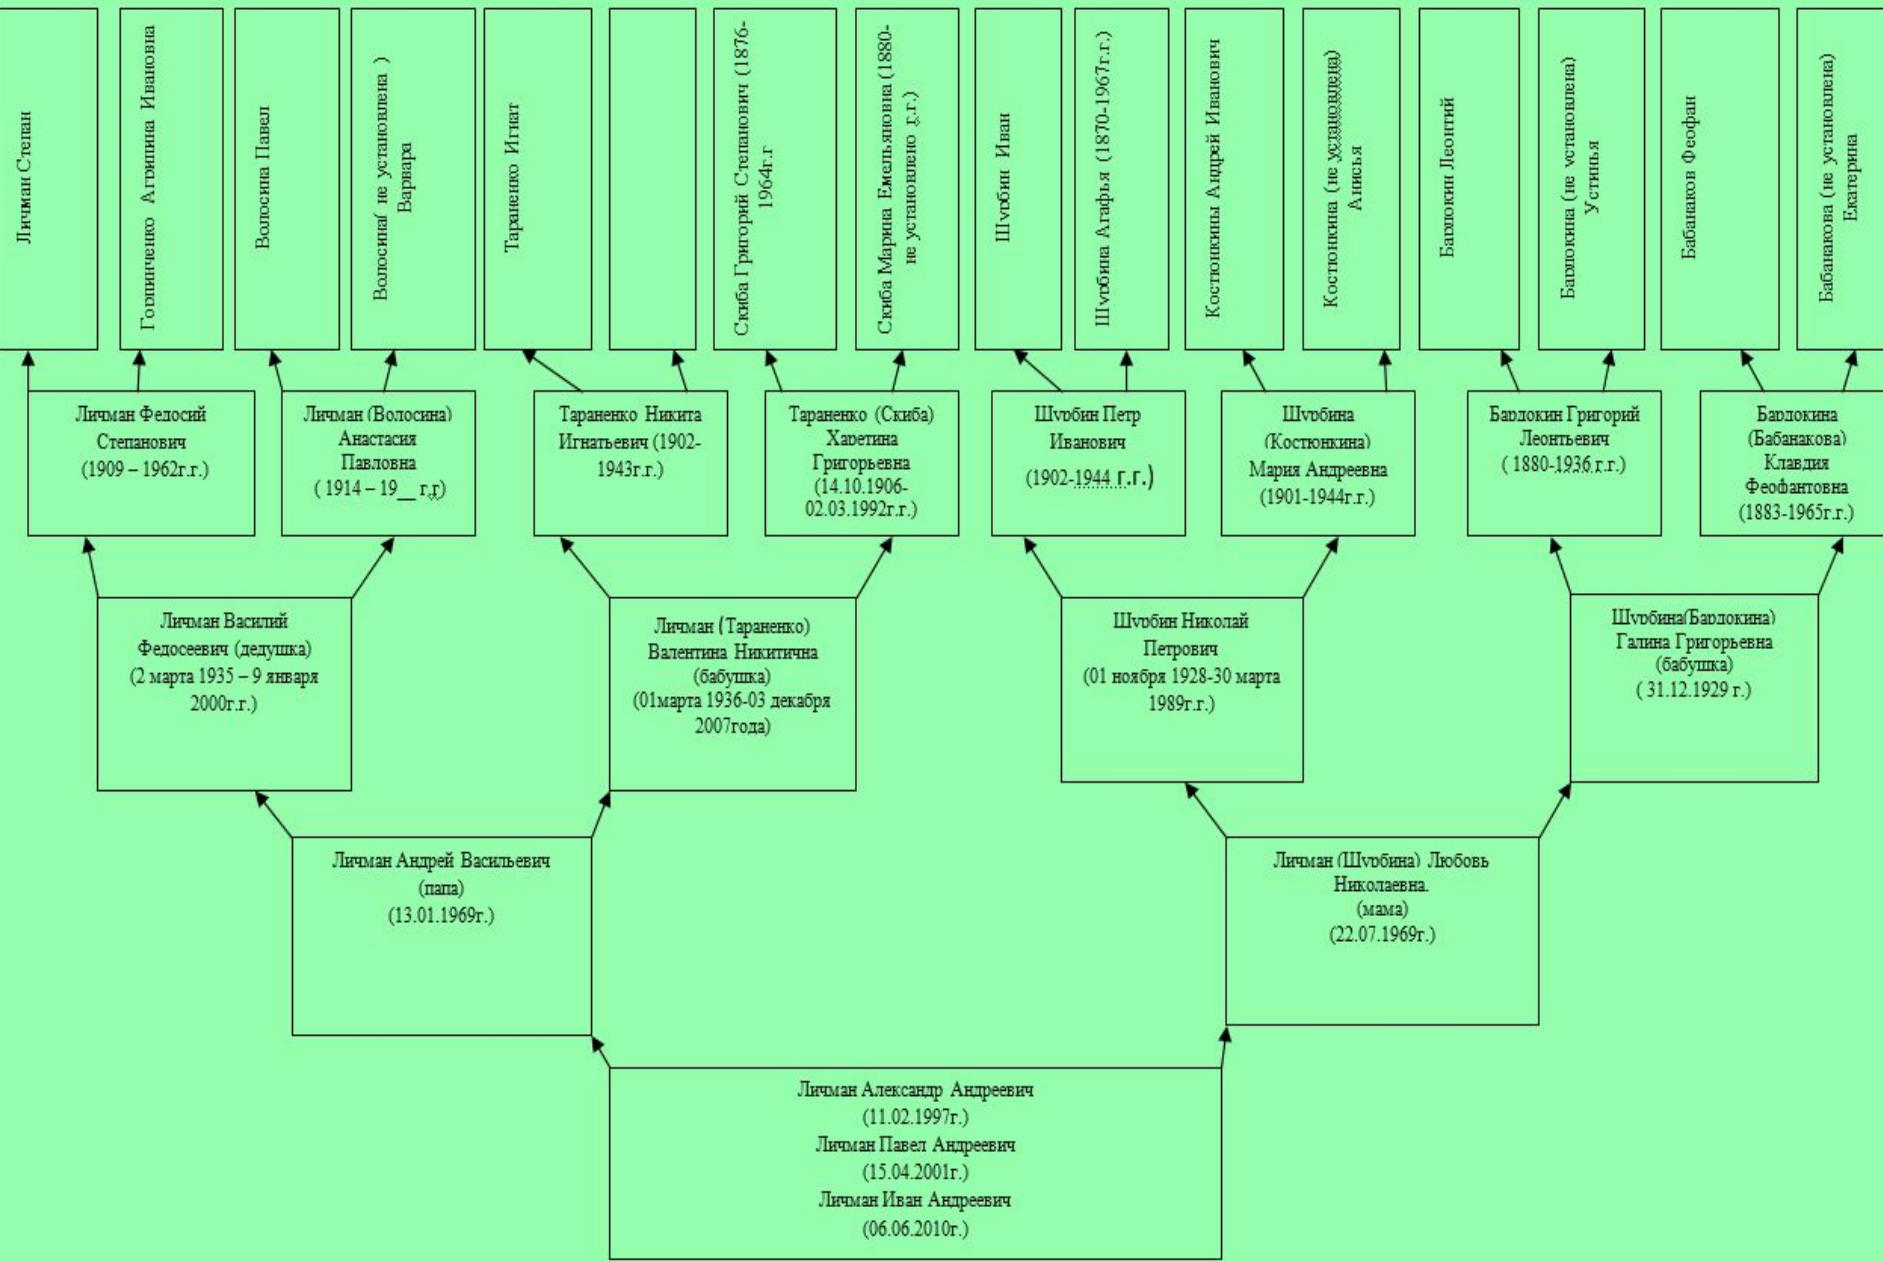 Личман Степан
Горпиченко Агрипина Ивановна
Волосина Павел
Волосина( не установлена )
Варвара
Тараненко Игнат
Скиба Григорий Степанович (1876-
1964г.г
Скиба Марина Емельяновна (1880-
не установлено г.г.)
Шурбин Иван
Шурбина Агафья (1870-1967г.г.)
Костюнкины Андрей Иванович
Костюнкина (не установлена)
Анисья
Бардокин Леонтий
Бардокина (не установлена)
Устинья
Бабанаков Феофан
Бабанакова (не установлена)
Екатерина
Личман Федосий
Степанович
(1909 – 1962г.г.)
Личман (Волосина)
Анастасия
Павловна
( 1914 – 19__ г.г)
Тараненко Никита
Игнатьевич (1902-
1943г.г.)
Тараненко (Скиба)
Харетина
Григорьевна
(14.10.1906-
02.03.1992г.г.)
Шурбин Петр
Иванович
(1902-1944 г.г.)
Шурбина
(Костюнкина)
Мария Андреевна
(1901-1944г.г.)
Бардокин Григорий
Леонтьевич
( 1880-1936 г.г.)
Бардокина
(Бабанакова)
Клавдия
Феофантовна
(1883-1965г.г.)
Личман Василий
Федосеевич (дедушка)
(2 марта 1935 – 9 января
2000г.г.)
Личман (Тараненко)
Валентина Никитична
(бабушка)
(01марта 1936-03 декабря
2007года)
Шурбин Николай
Петрович
(01 ноября 1928-30 марта
1989г.г.)
Шурбина(Бардокина)
Галина Григорьевна
(бабушка)
( 31.12.1929 г.)
Личман Андрей Васильевич
(папа)
(13.01.1969г.)
Личман (Шурбина) Любовь
Николаевна.
(мама)
(22.07.1969г.)
Личман Александр Андреевич
(11.02.1997г.)
Личман Павел Андреевич
(15.04.2001г.)
Личман Иван Андреевич
(06.06.2010г.)